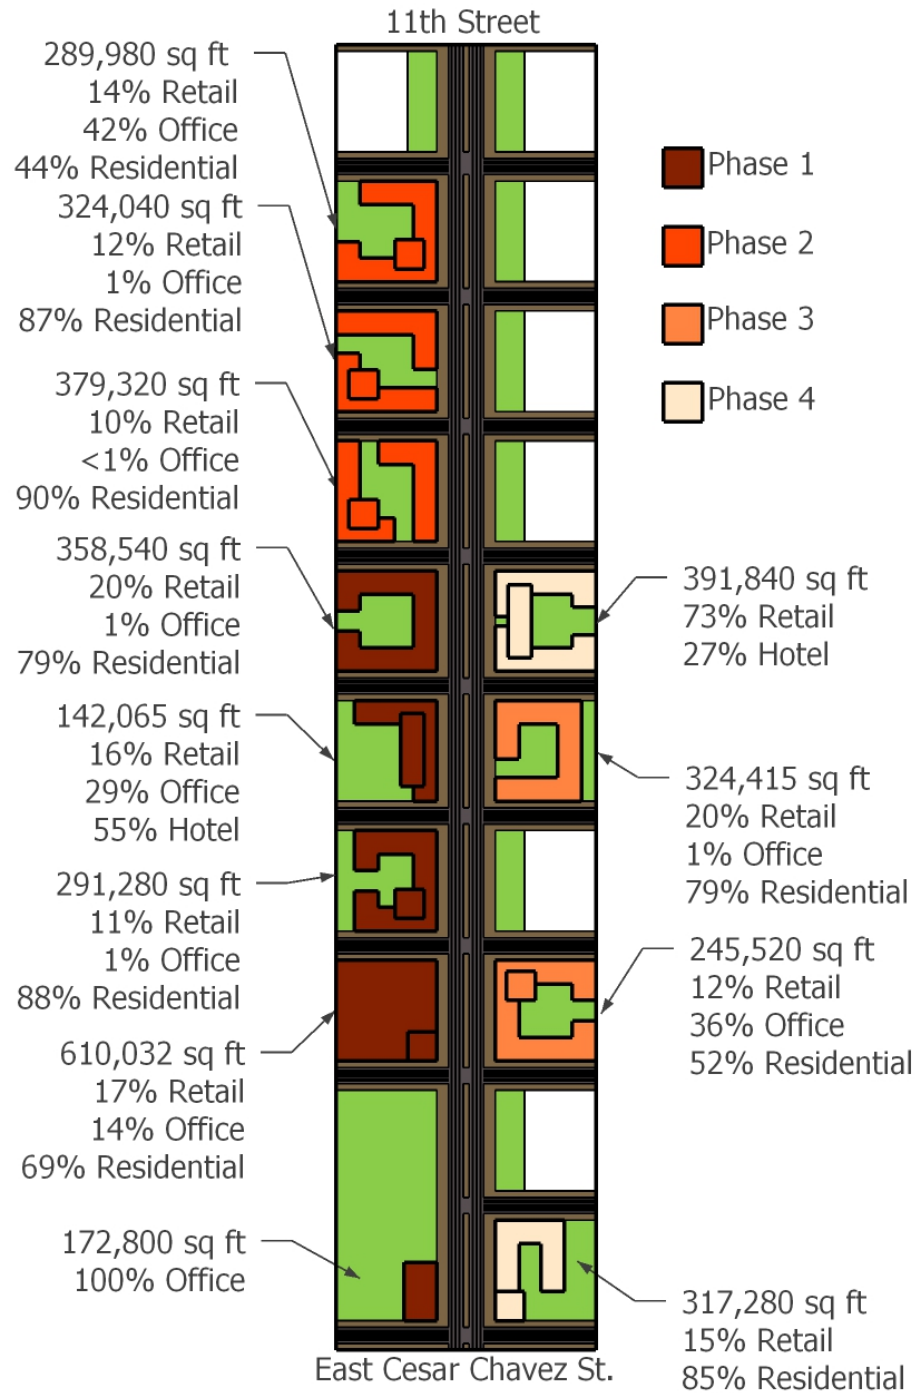 11th Street
289,980 sq ft
14% Retail
42% Office
44% Residential
324,040 sq ft
12% Retail
1% Office
87% Residential
379,320 sq ft
10% Retail
<1% Office
90% Residential
358,540 sq ft
20% Retail
1% Office
79% Residential
142,065 sq ft
16% Retail
29% Office
55% Hotel
291,280 sq ft
11% Retail
1% Office
88% Residential
610,032 sq ft
17% Retail
14% Office
69% Residential
172,800 sq ft
100% Office
Phase 1
Phase 2
Phase 3
Phase 4
391,840 sq ft
73% Retail
27% Hotel
324,415 sq ft
20% Retail
1% Office
79% Residential
245,520 sq ft
12% Retail
36% Office
52% Residential
317,280 sq ft
15% Retail
85% Residential
East Cesar Chavez St.